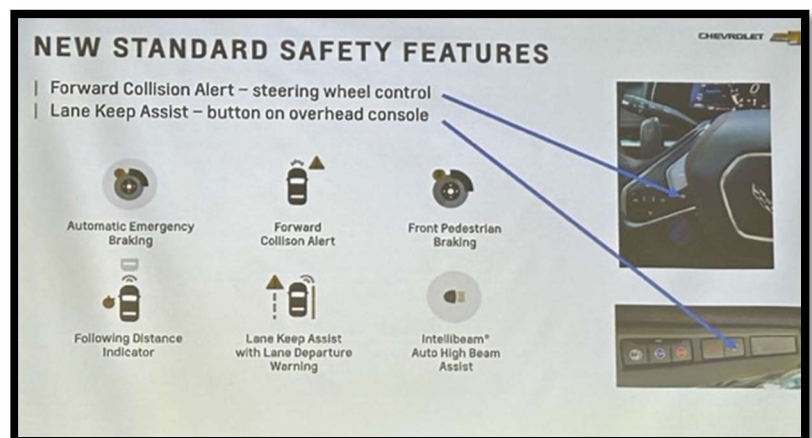 CHEVROLET
NEW STANDARD SAFETY FEATURES
| Forward Collision Alert – steering wheel control
| Lane Keep Assist – button on overhead console
Automatic Emergency
Braking
Forward
Collison Alert
Front Pedestrian
Braking
Following Distance
Indicator
Lane Keep Assist
with Lane Departure
Warning
Intellibeam®
Auto High Beam
Assist